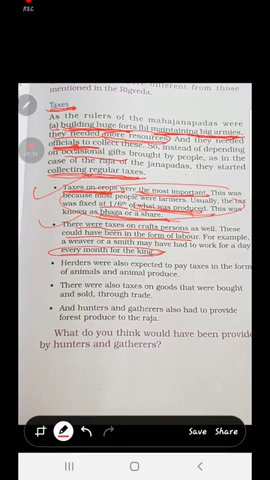 REC
different from those
mentioned in the Rigveda.
Taxes
As the rulers of the mahajanapadas were
(a) building huge forts (b) maintaining big armies,
they needed more resources. And they needed
officials to collect these. So, instead of depending
on occasional gifts brought by people, as in the
case of the raja of the janapadas, they started
collecting regular taxes.
• Taxes on crops were the most important. This was
because most people were farmers. Usually, the tax
was fixed at 1/6th of what was produced. This was
known as bhaga or a share.
• There were taxes on crafts persons as well. These
could have been in the form of labour. For example,
a weaver or a smith may have had to work for a day
every month for the king.
• Herders were also expected to pay taxes in the form
of animals and animal produce.
• There were also taxes on goods that were bought
and sold, through trade.
• And hunters and gatherers also had to provide
forest produce to the raja.
What do you think would have been provide
by hunters and gatherers?
Save Share